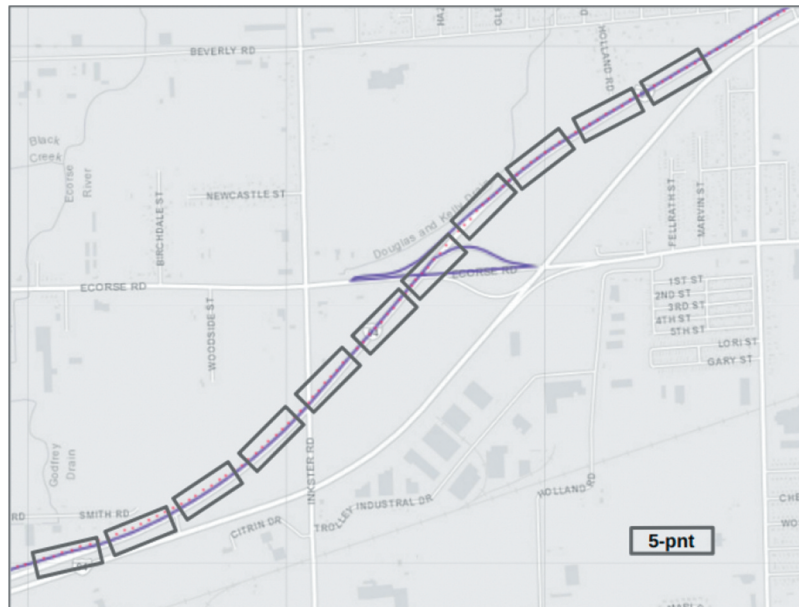 BEVERLY RD
HOLLAND RD
Black
Creek
Ecorse
River
BIRCHDALE ST
NEWCASTLE ST
FELLRATH ST
MARVIN ST
Douglas and Kelly
ECORSE RD
ECORSE RD
WOODSIDE ST
1ST ST
2ND ST
3RD ST
4TH ST
5TH ST
LORI ST
GARY ST
Godfrey
Drain
INKSTER RD
RD
SMITH RD
CITRIN DR
TROLLEY INDUSTRIAL DR
HOLLAND RD
5-pnt